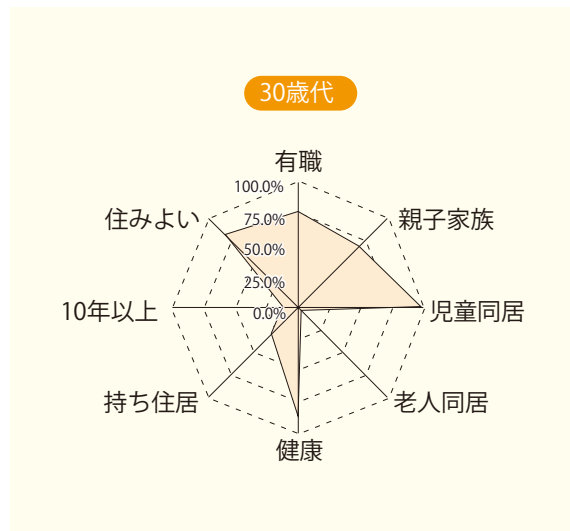 30歳代
有職
100.0%
住みよい
75.0%
親子家族
50.0%
25.0%
10年以上
0.0%
児童同居
持ち住居
老人同居
健康